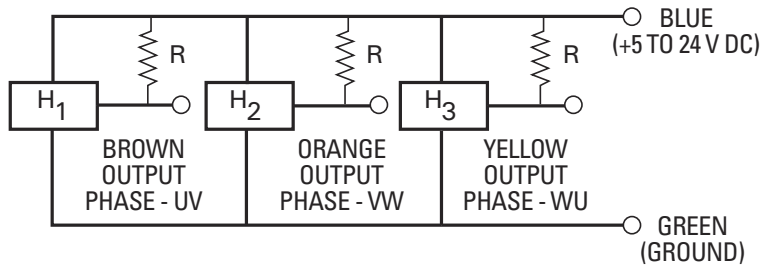 BLUE
(+5 TO 24 V DC)
R
R
R
H1
H2
H3
BROWN
OUTPUT
PHASE - UV
ORANGE
OUTPUT
PHASE - VW
YELLOW
OUTPUT
PHASE - WU
GREEN
(GROUND)